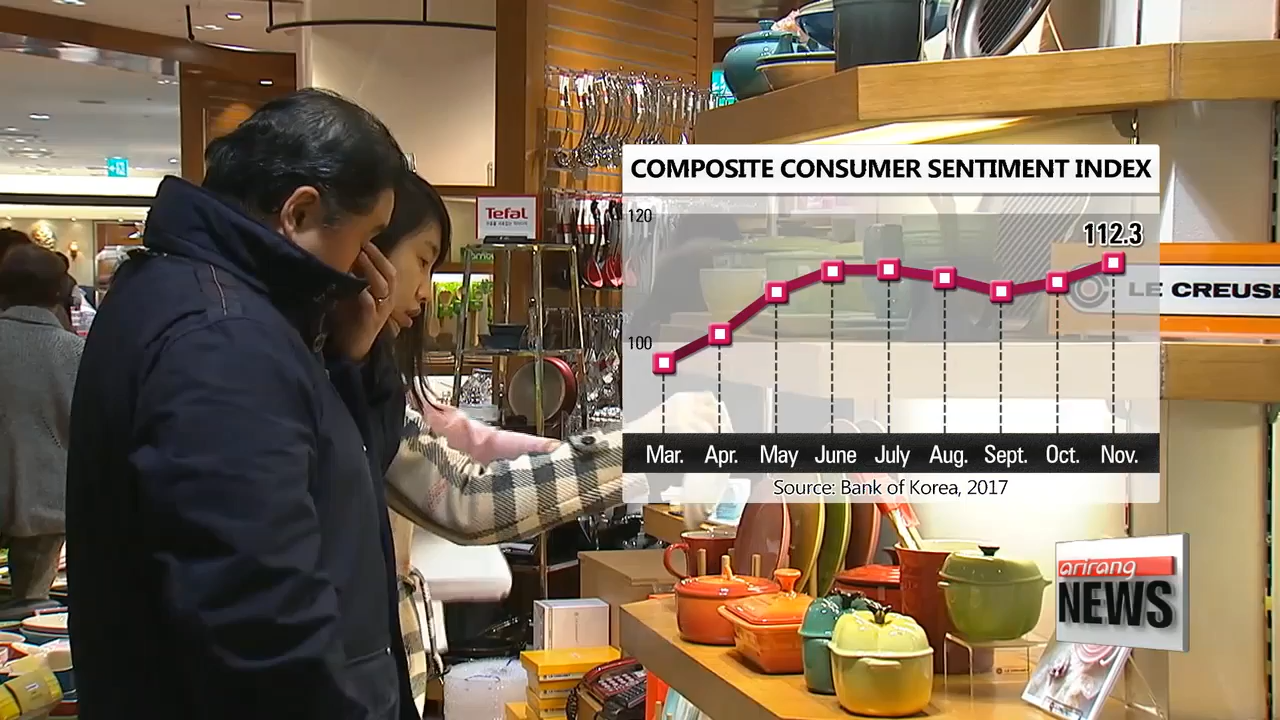 COMPOSITE CONSUMER SENTIMENT INDEX
120
112.3
100
Mar. Apr. May June July Aug. Sept. Oct. Nov.
Source: Bank of Korea, 2017
Tefal
LE CREUSE
arirang
NEWS